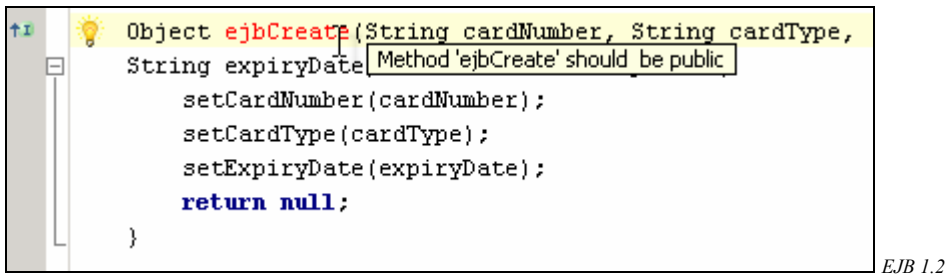 Object ejbCreate(String cardNumber, String cardType,
String expiryDate
Method 'ejbCreate' should be public
setCardNumber(cardNumber);
setCardType(cardType);
setExpiryDate(expiryDate);
return null;
}
EJB 1.2